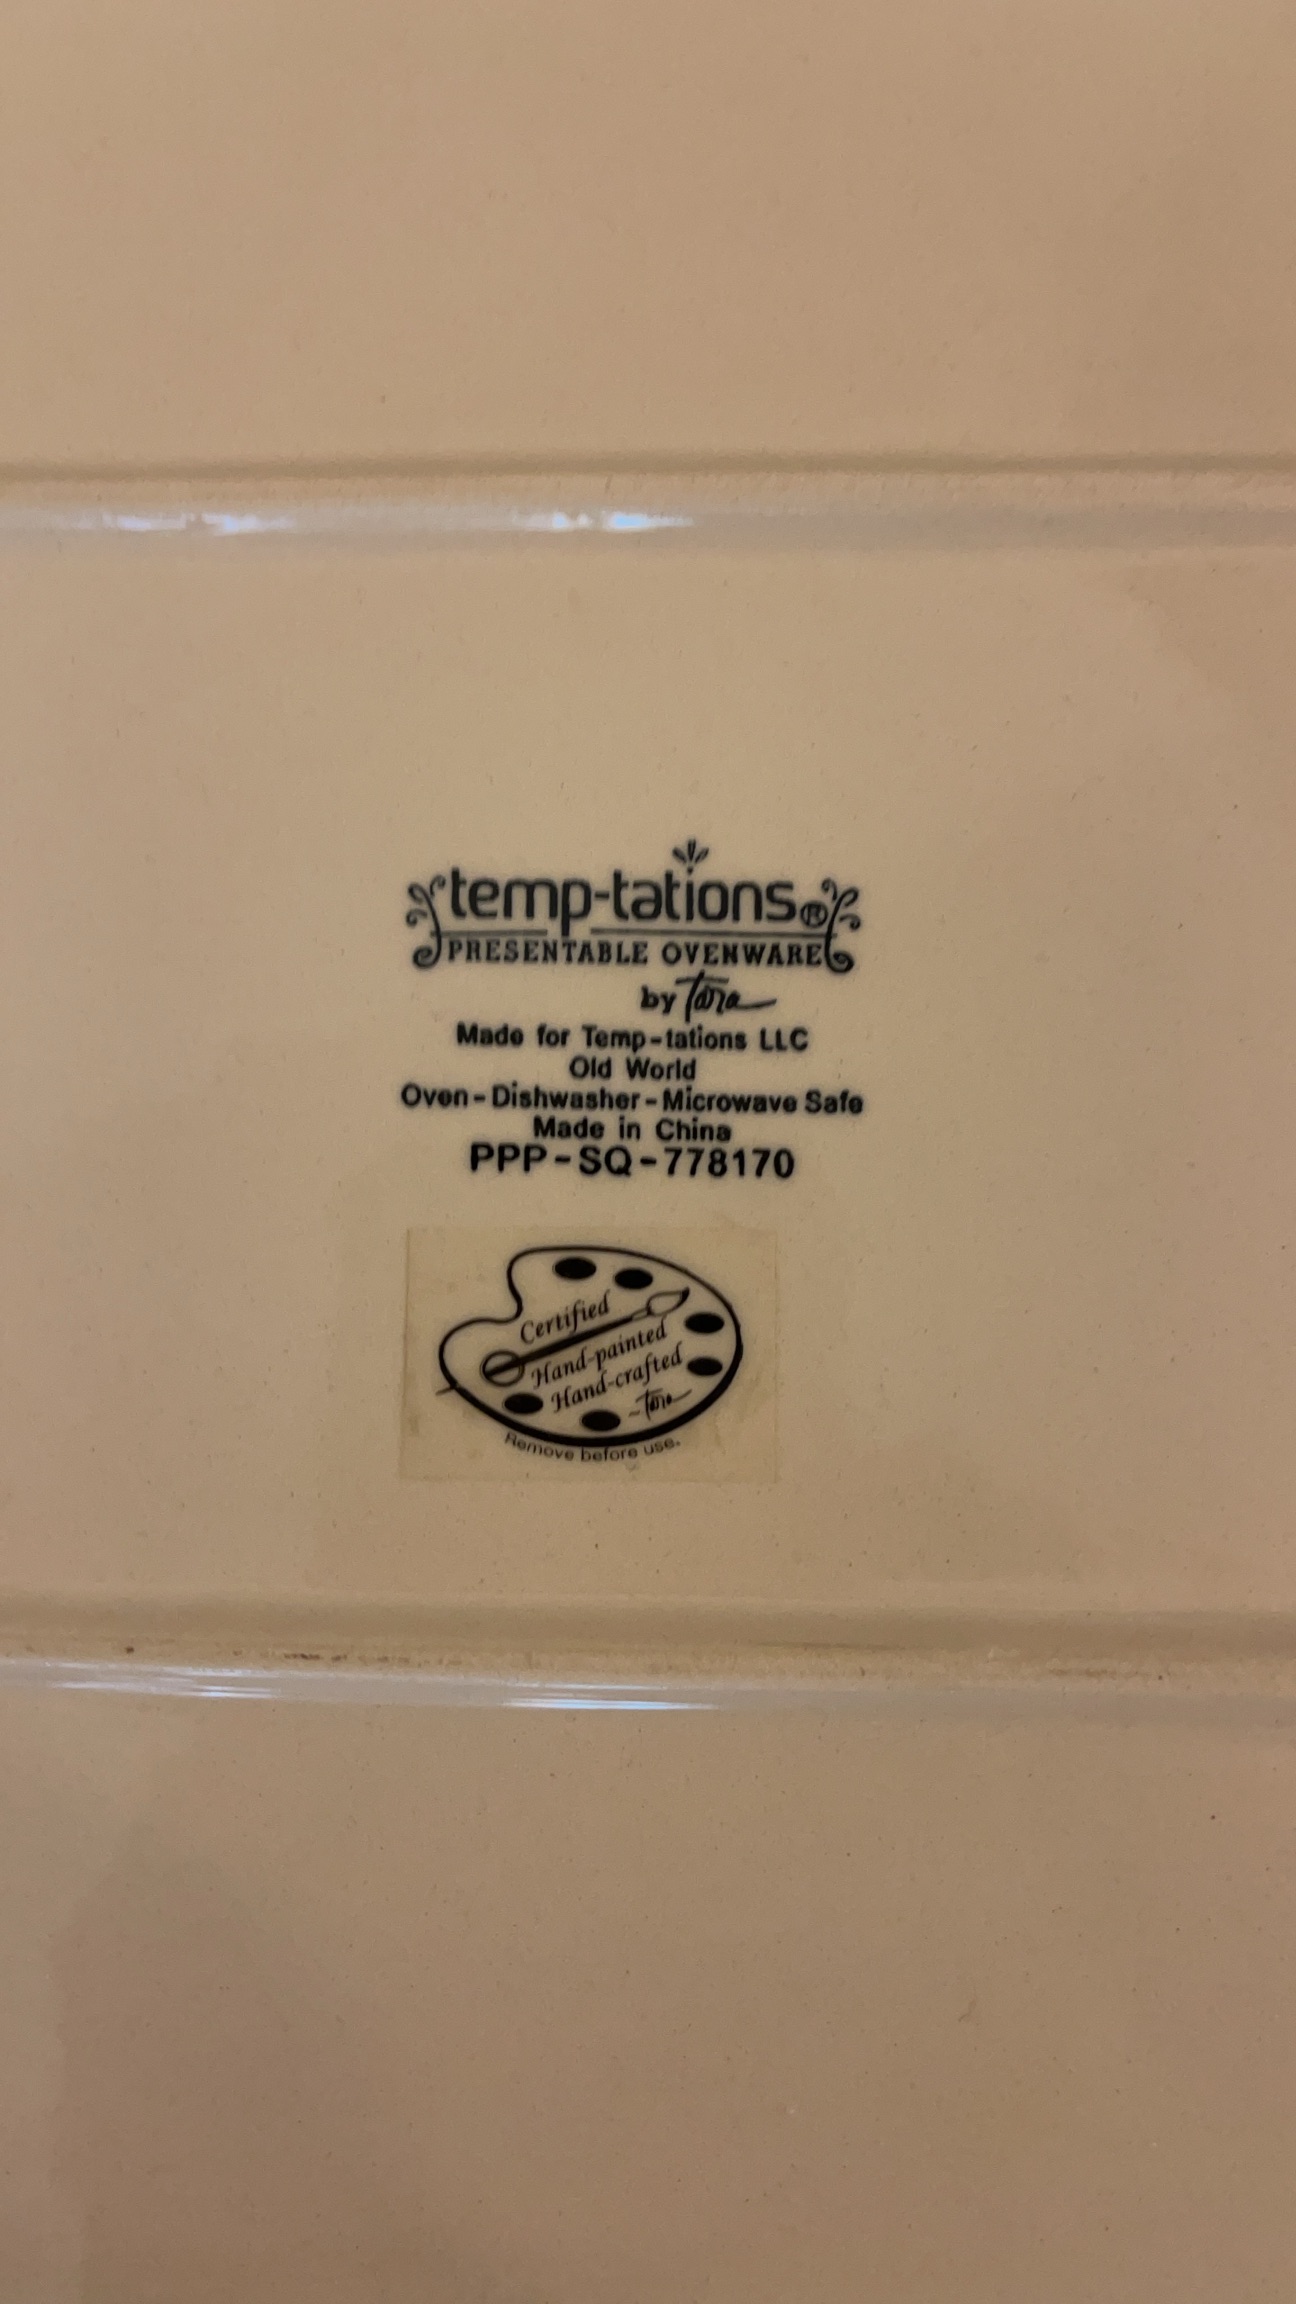 temp-tations®
PRESENTABLE OVENWARE
by Tara
Made for Temp-tations LLC
Old World
Oven-Dishwasher-Microwave Safe
Made in China
PPP-SQ-778170
Certified
Hand-painted
Hand-crafted
~Tara
Remove before use.